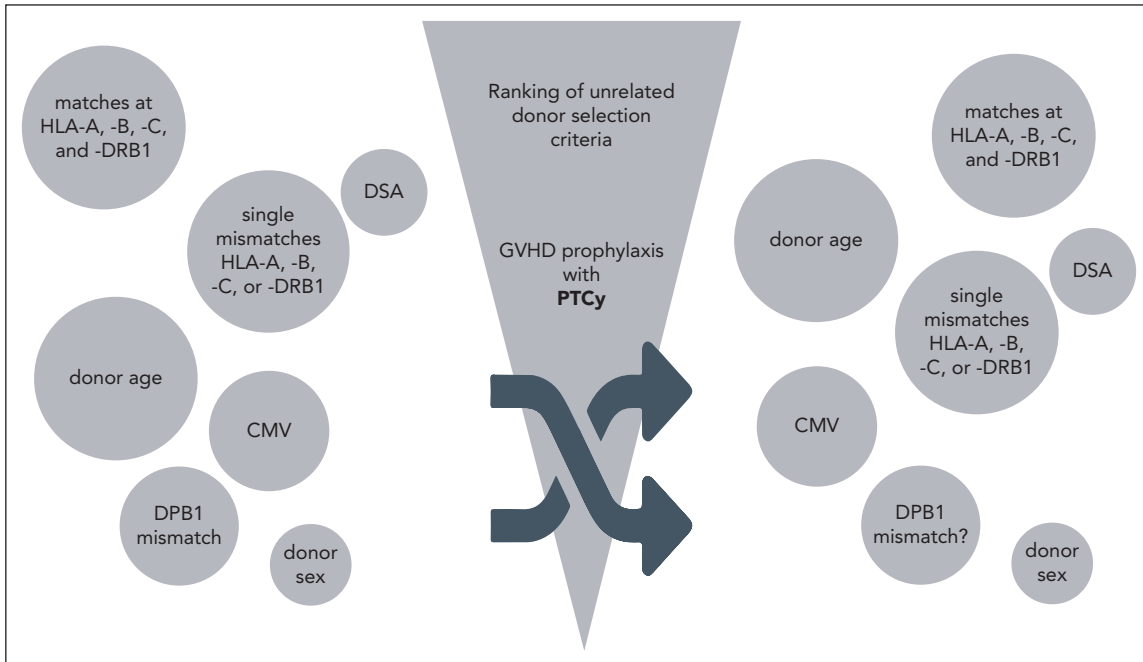 matches at
HLA-A, -B, -C,
and -DRB1
DSA
single
mismatches
HLA-A, -B,
-C, or -DRB1
donor age
CMV
DPB1
mismatch
donor
sex
Ranking of unrelated
donor selection
criteria
GVHD prophylaxis
with
PTCy
matches at
HLA-A, -B, -C,
and -DRB1
donor age
DSA
single
mismatches
HLA-A, -B,
-C, or -DRB1
CMV
DPB1
mismatch?
donor
sex